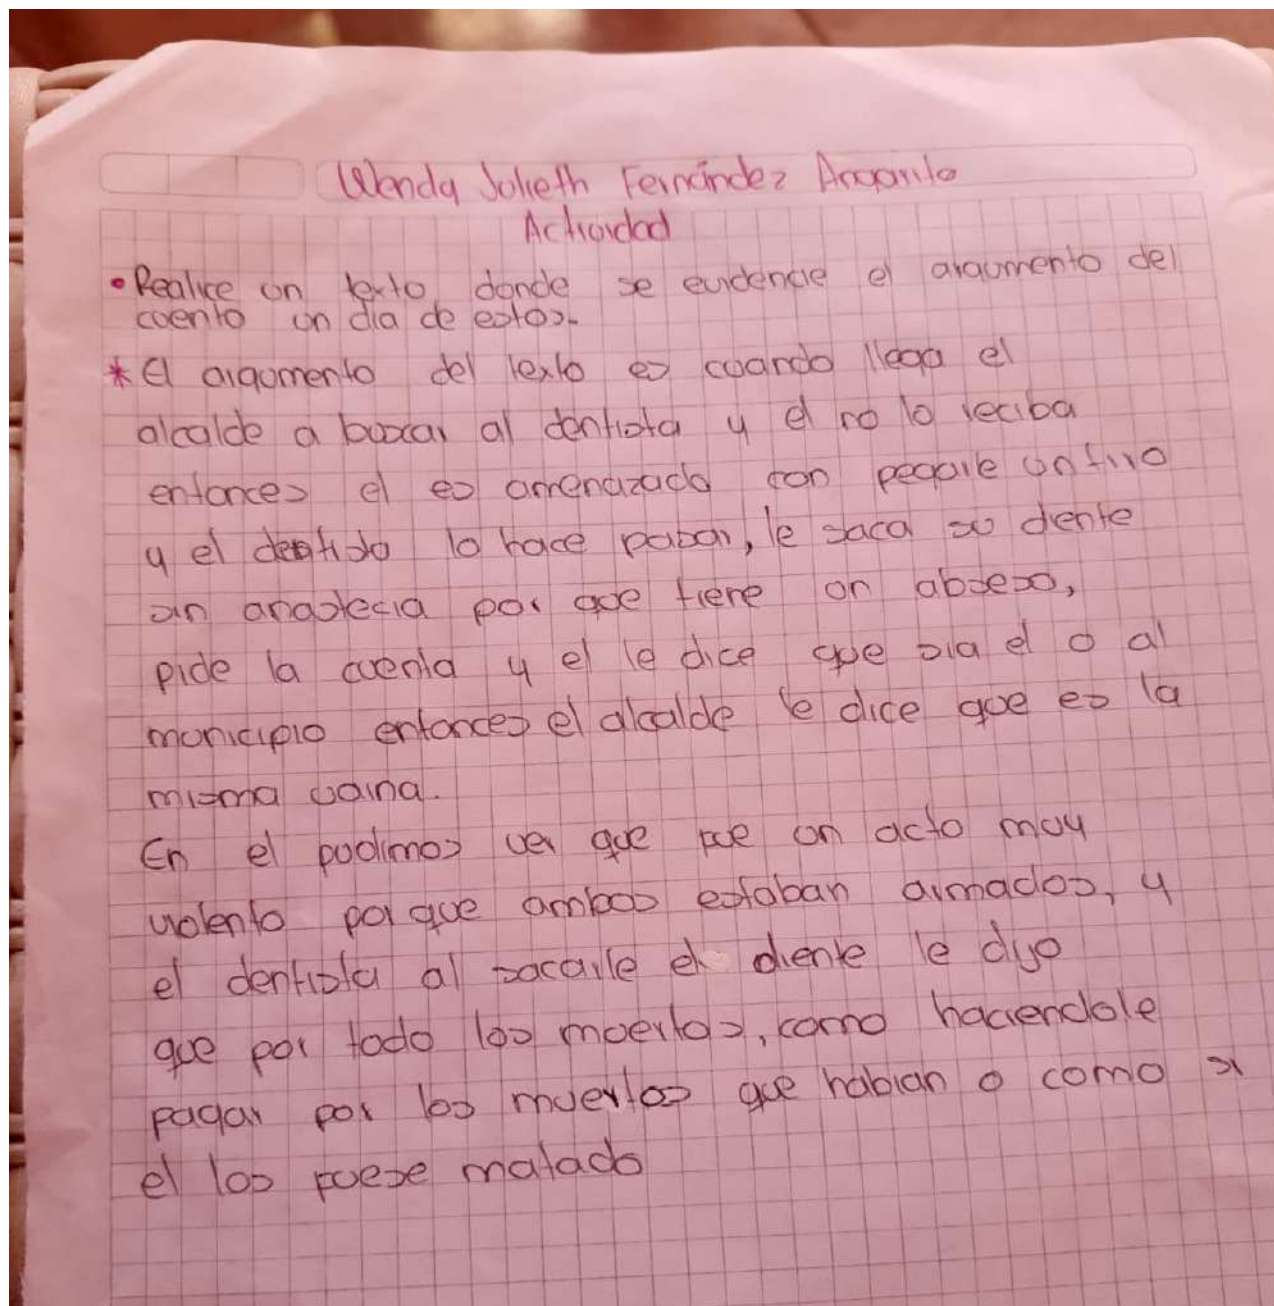 Wenda Julieth Fernández Angarita
Actividad
• Realice un texto donde se evidencie el argumento del
cuento un dia de estos.
* El argumento del texto es cuando llega el
alcalde a buscar al dentista y el no lo reciba
entonces el es amenazado con pegarle un tiro
y el dentista lo hace pasar, le saca su diente
sin anastecia por que tiene un absexo,
pide la cuenta y el le dice que sia el o al
municipio entonces el alcalde le dice que es la
misma vaina.
En el pudimos ver que fue un acto muy
violento porque ambos estaban armados, y
el dentista al sacarle el diente le dijo
que por todo los muertos, como haciendole
pagar por los muertos que habian o como si
el los fuese matado